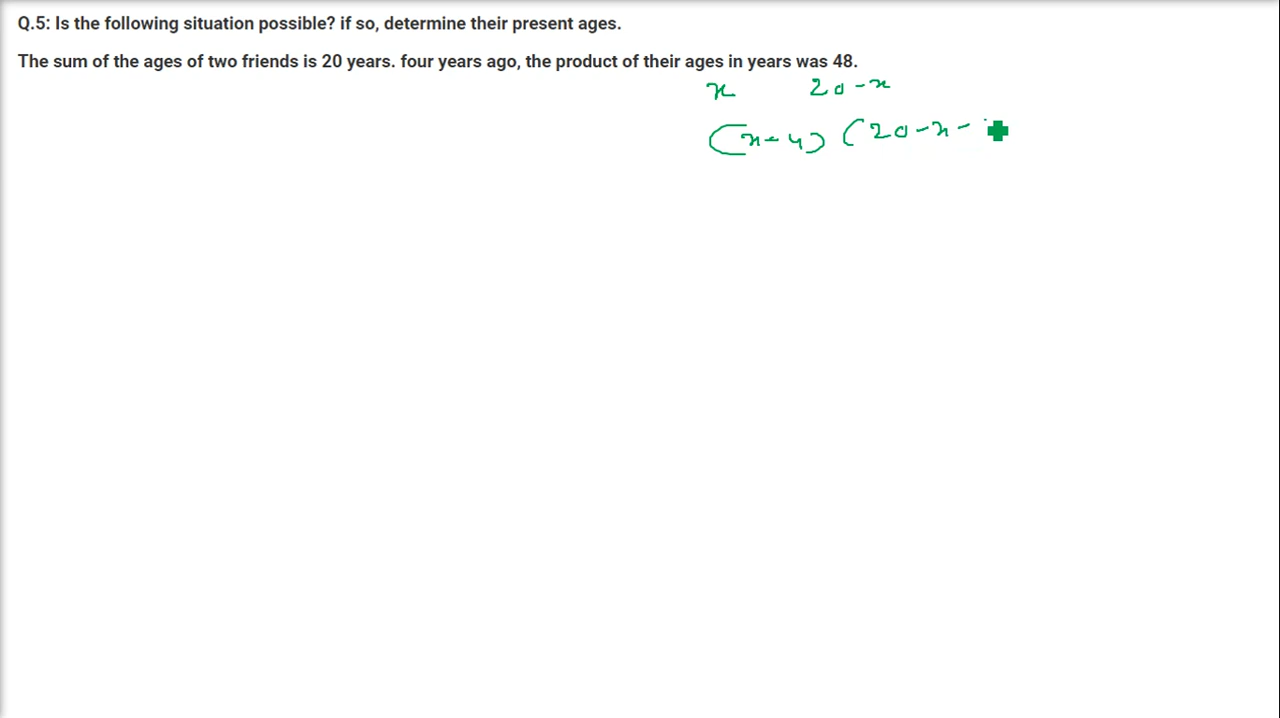 Q.5: Is the following situation possible? if so, determine their present ages.
The sum of the ages of two friends is 20 years. four years ago, the product of their ages in years was 48.
x 20-x
(x-4) (20-x-